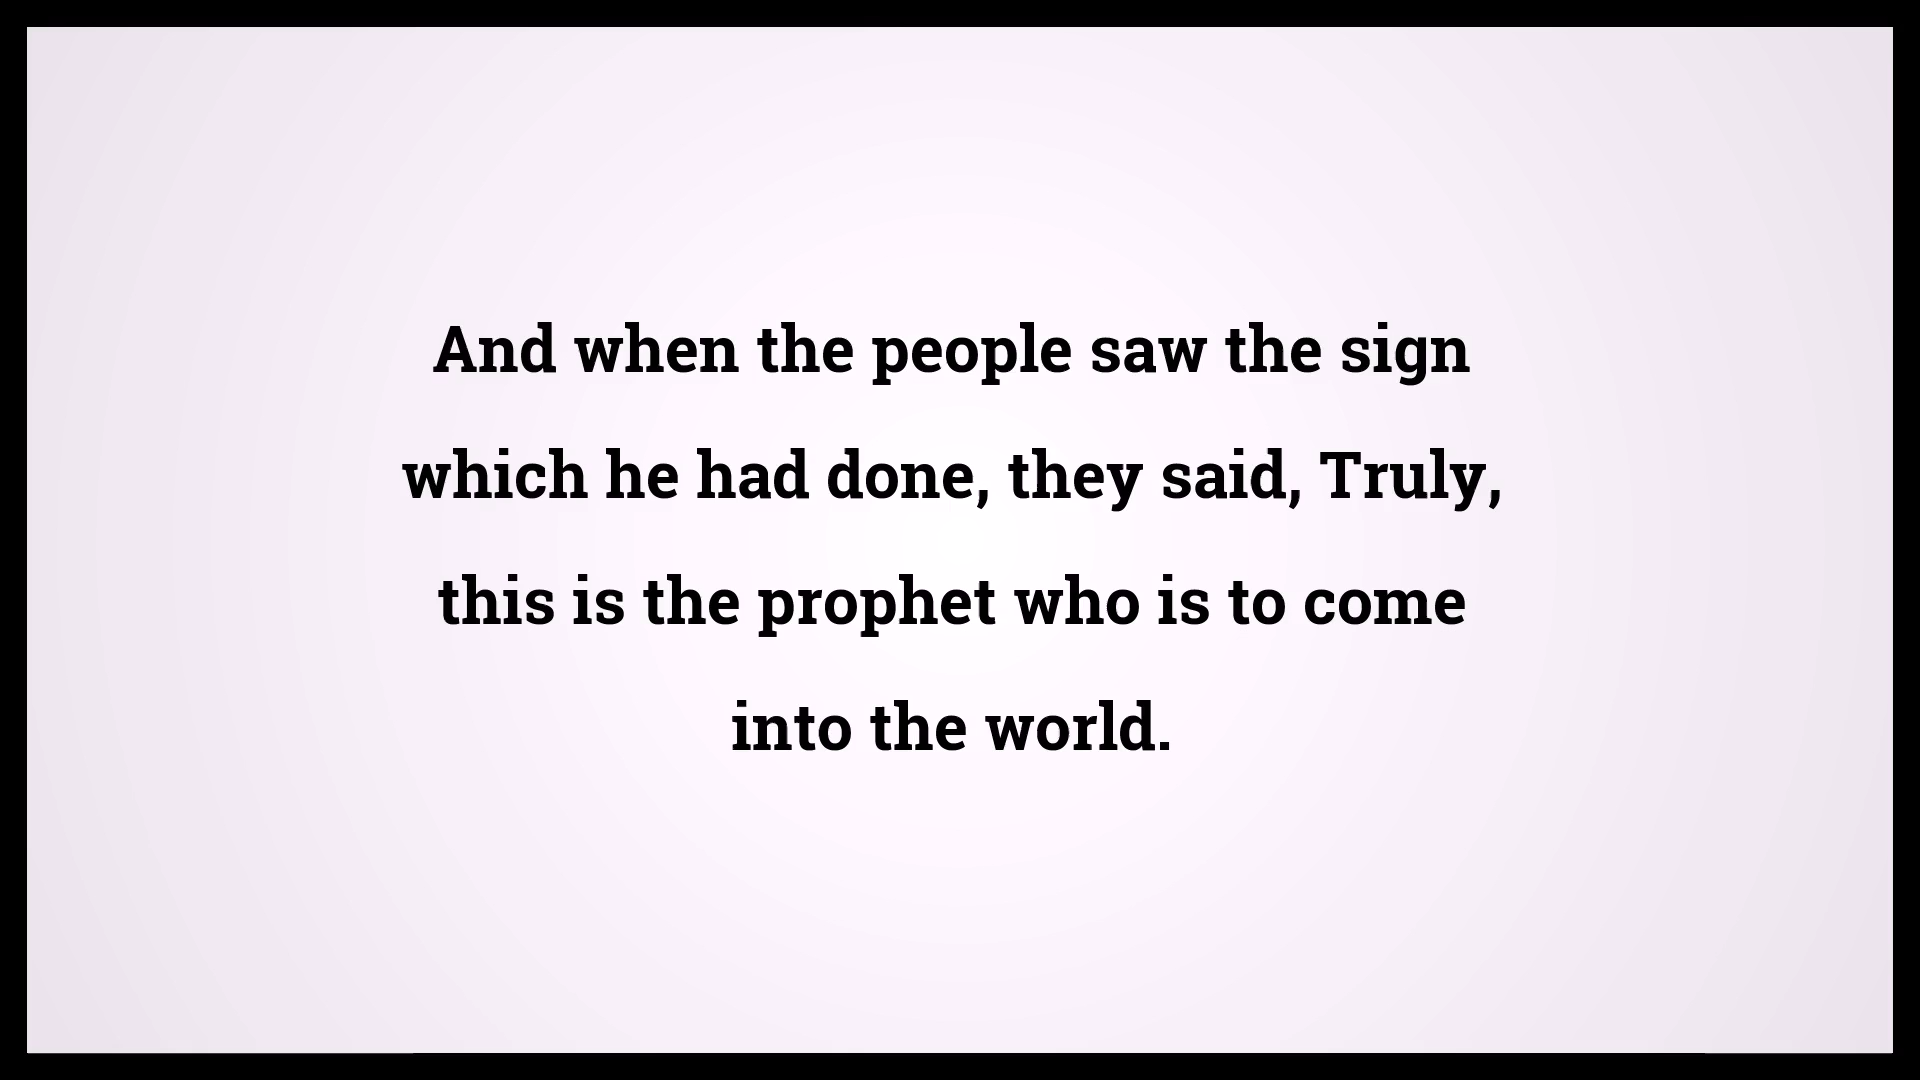 And when the people saw the sign
which he had done, they said, Truly,
this is the prophet who is to come
into the world.